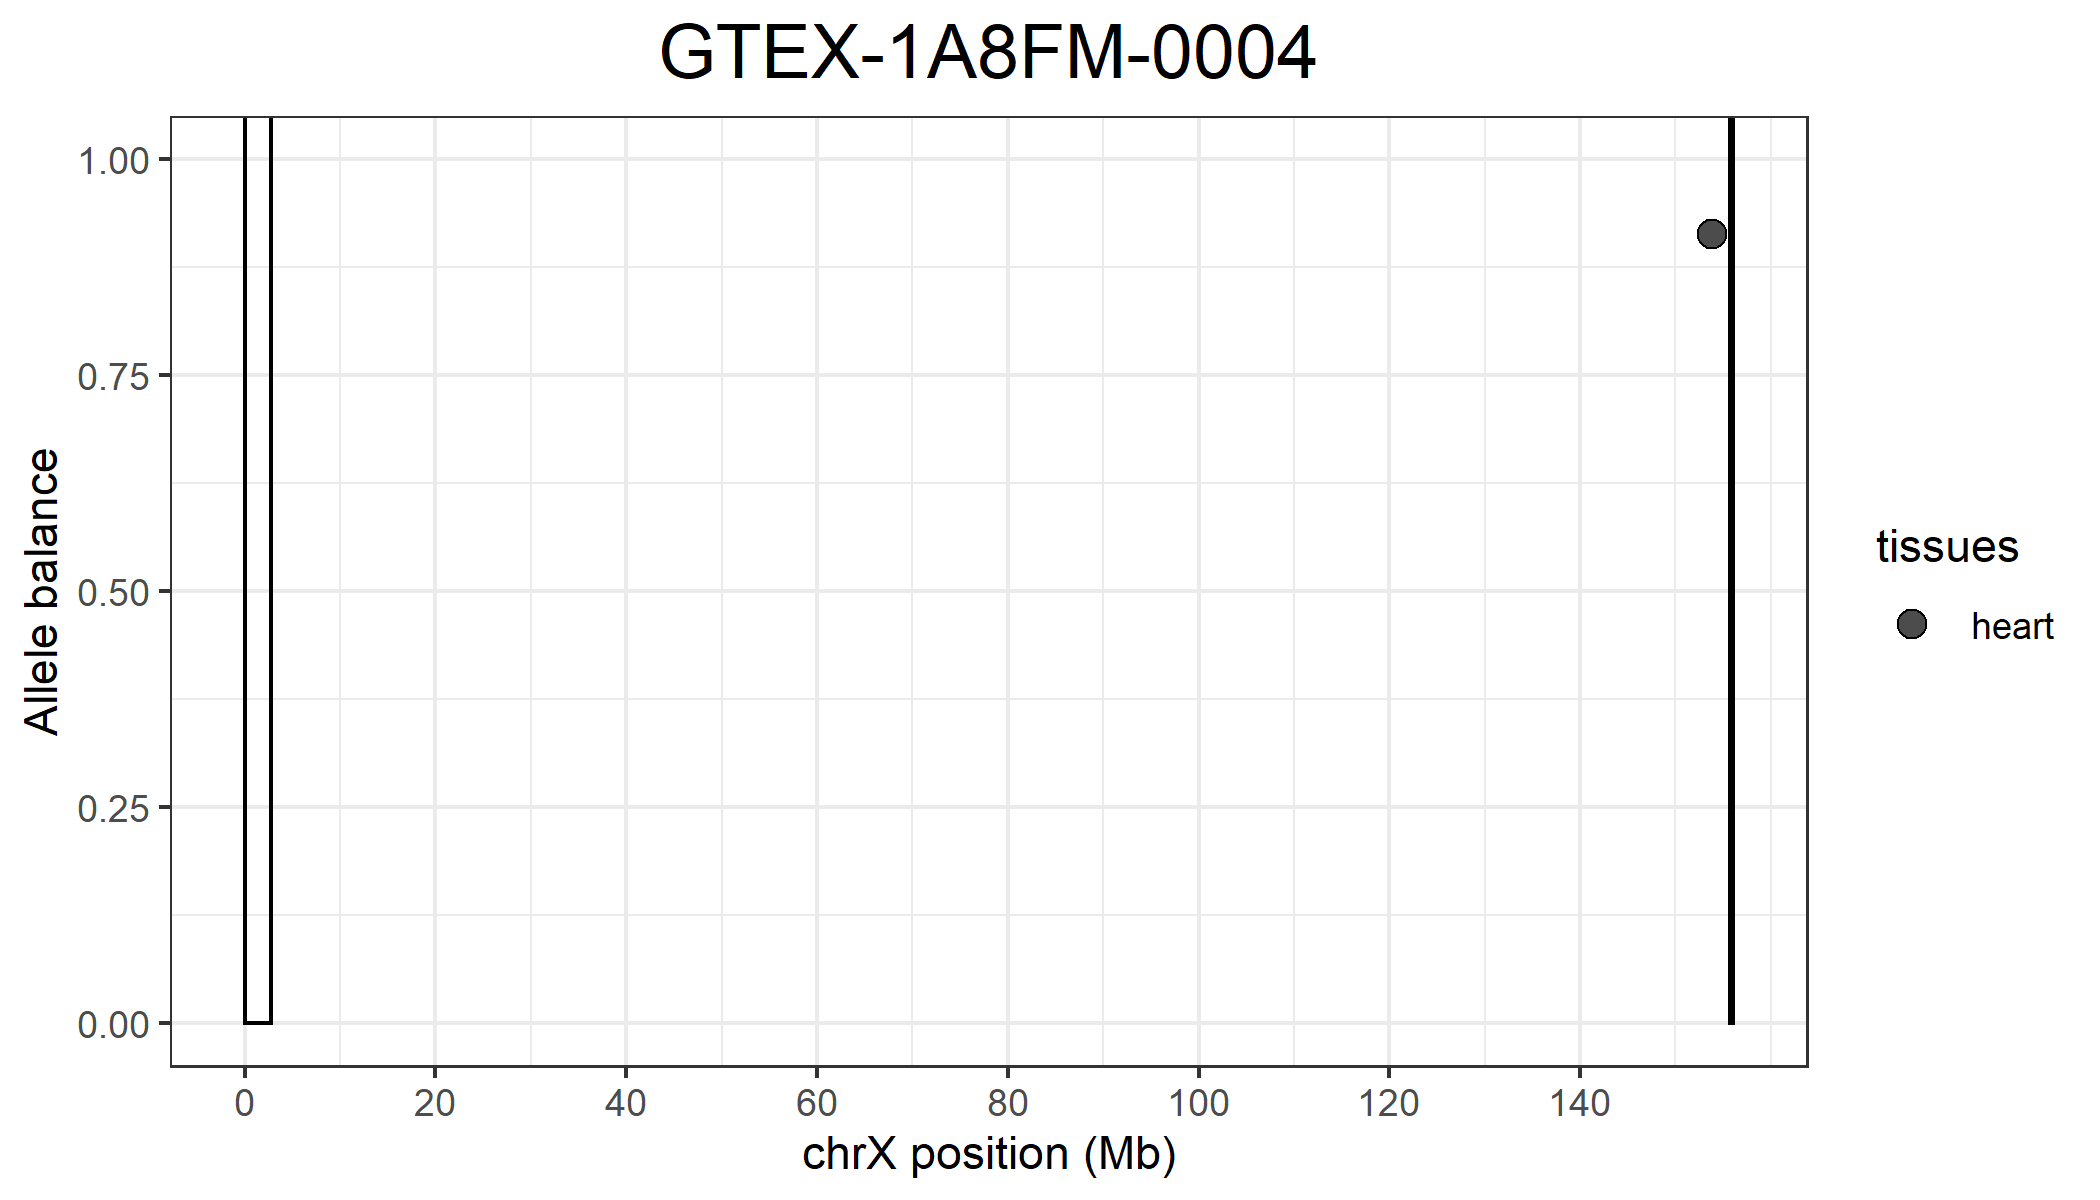 GTEX-1A8FM-0004
1.00
0.75
0.50
0.25
0.00
Allele balance
0 20 40 60 80 100 120 140
chrX position (Mb)
tissues
heart